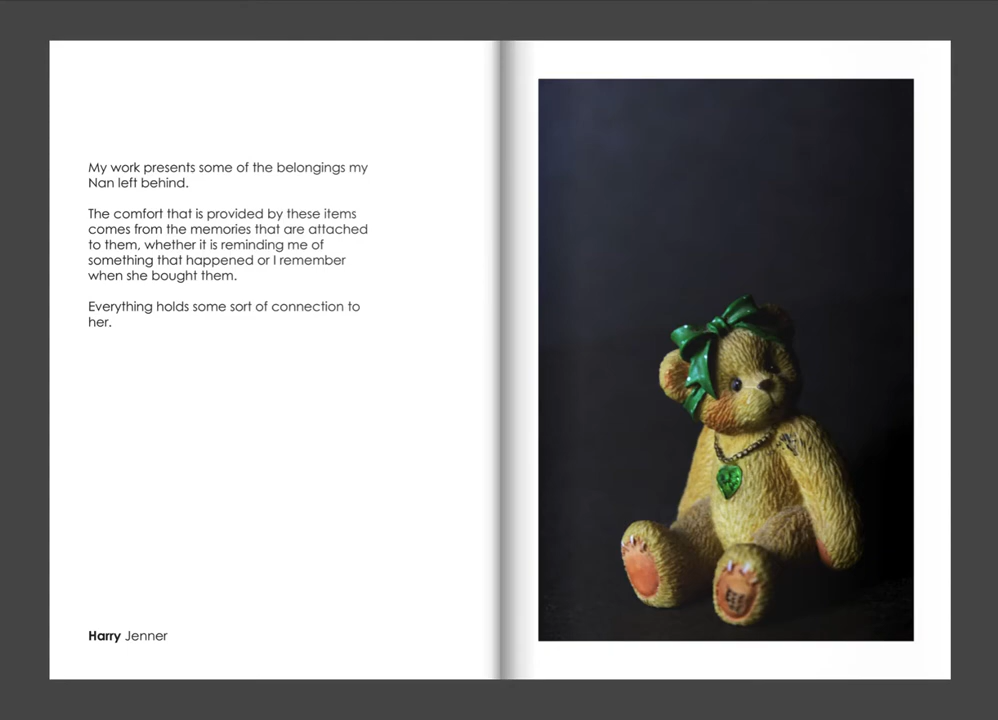 My work presents some of the belongings my
Nan left behind.
The comfort that is provided by these items
comes from the memories that are attached
to them, whether it is reminding me of
something that happened or I remember
when she bought them.
Everything holds some sort of connection to
her.
Harry Jenner